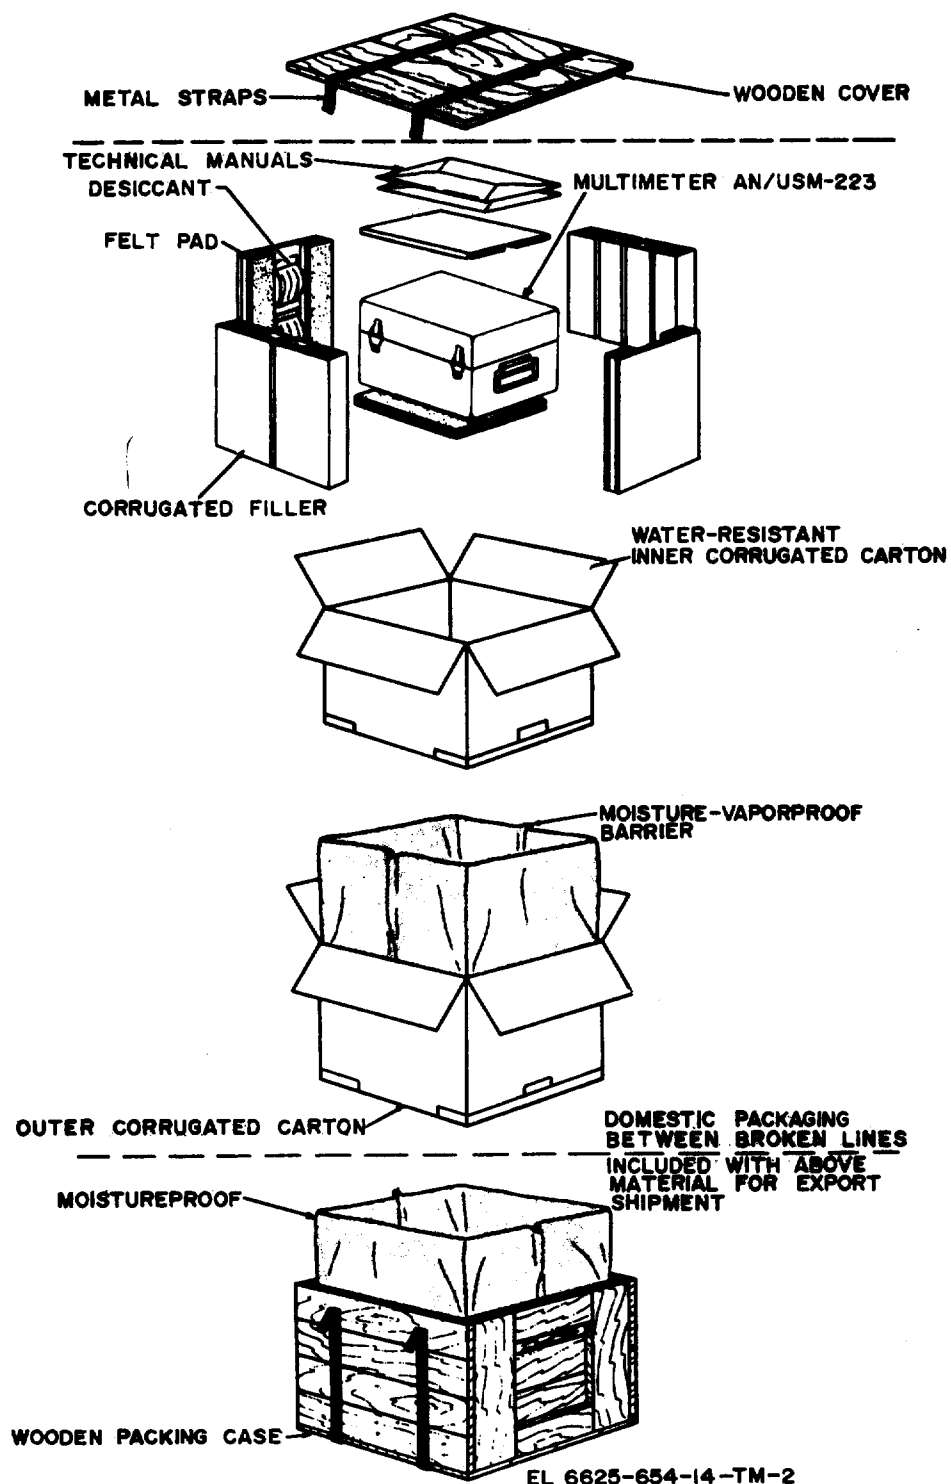 METAL STRAPS
WOODEN COVER
TECHNICAL MANUALS
DESICCANT
MULTIMETER AN/USM-223
FELT PAD
CORRUGATED FILLER
WATER-RESISTANT
INNER CORRUGATED CARTON
MOISTURE-VAPORPROOF
BARRIER
OUTER CORRUGATED CARTON
DOMESTIC PACKAGING
BETWEEN BROKEN LINES
INCLUDED WITH ABOVE
MATERIAL FOR EXPORT
SHIPMENT
MOISTUREPROOF
WOODEN PACKING CASE
EL 6625-654-14-TM-2